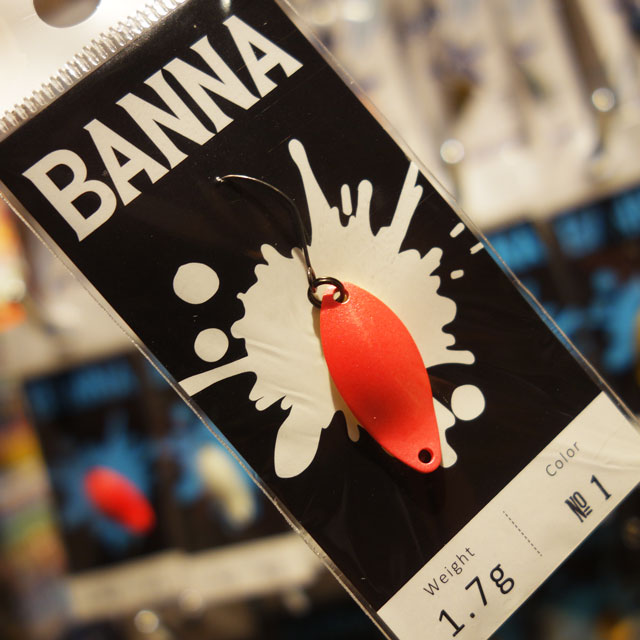 BANNA
Weight
1.7g
Color
№ 1